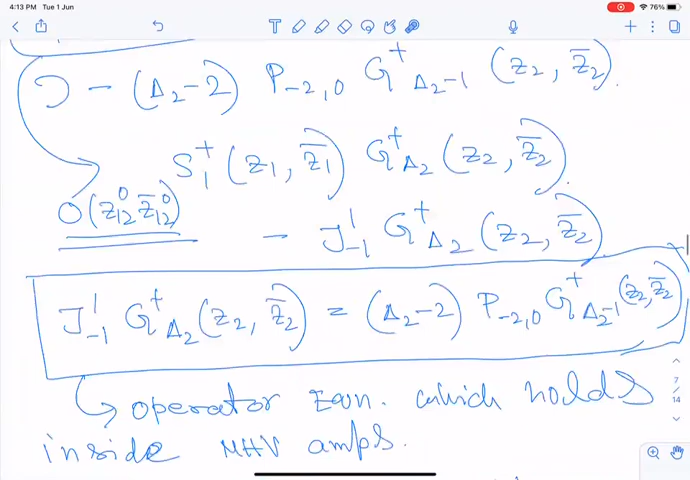 4:13 PM Tue 1 Jun
76%
⊃ - (Δ₂-2) P₋₂,₀ G⁺_{Δ₂-1} (z₂, z̄₂).
S₁⁺ (z₁, z̄₁) G⁺_{Δ₂} (z₂, z̄₂).
O(z₁₂⁰ z̄₁₂⁰)
- J¹₋₁ G⁺_{Δ₂} (z₂, z̄₂)
J¹₋₁ G⁺_{Δ₂} (z₂, z̄₂) = (Δ₂-2) P₋₂,₀ G⁺_{Δ₂-1} (z₂, z̄₂)
↳ operator Eqn. which holds
inside MHV amps.
7
/
14